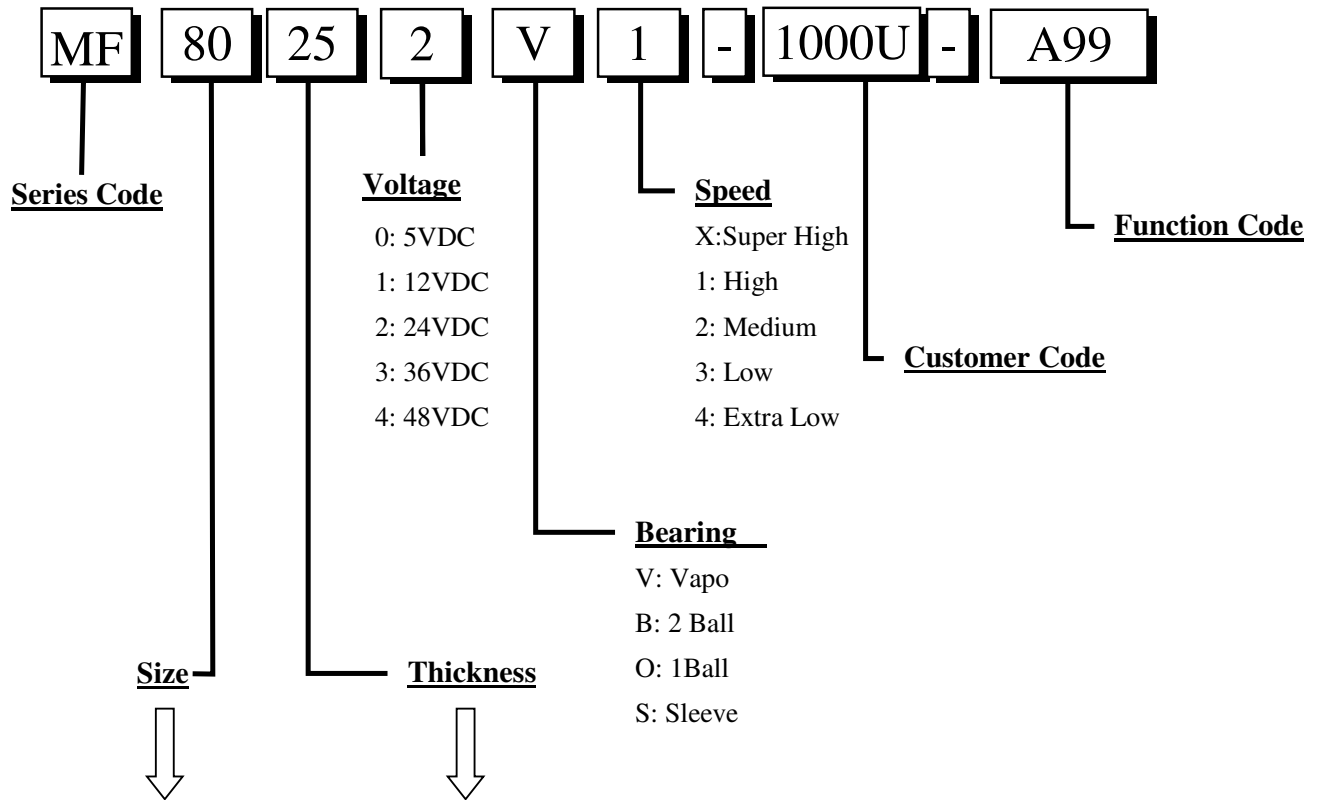 MF 80 25 2 V 1 - 1000U - A99
Series Code
Voltage
0: 5VDC
1: 12VDC
2: 24VDC
3: 36VDC
4: 48VDC
Speed
X:Super High
1: High
2: Medium
3: Low
4: Extra Low
Function Code
Customer Code
Bearing
V: Vapo
B: 2 Ball
O: 1Ball
S: Sleeve
Size
Thickness